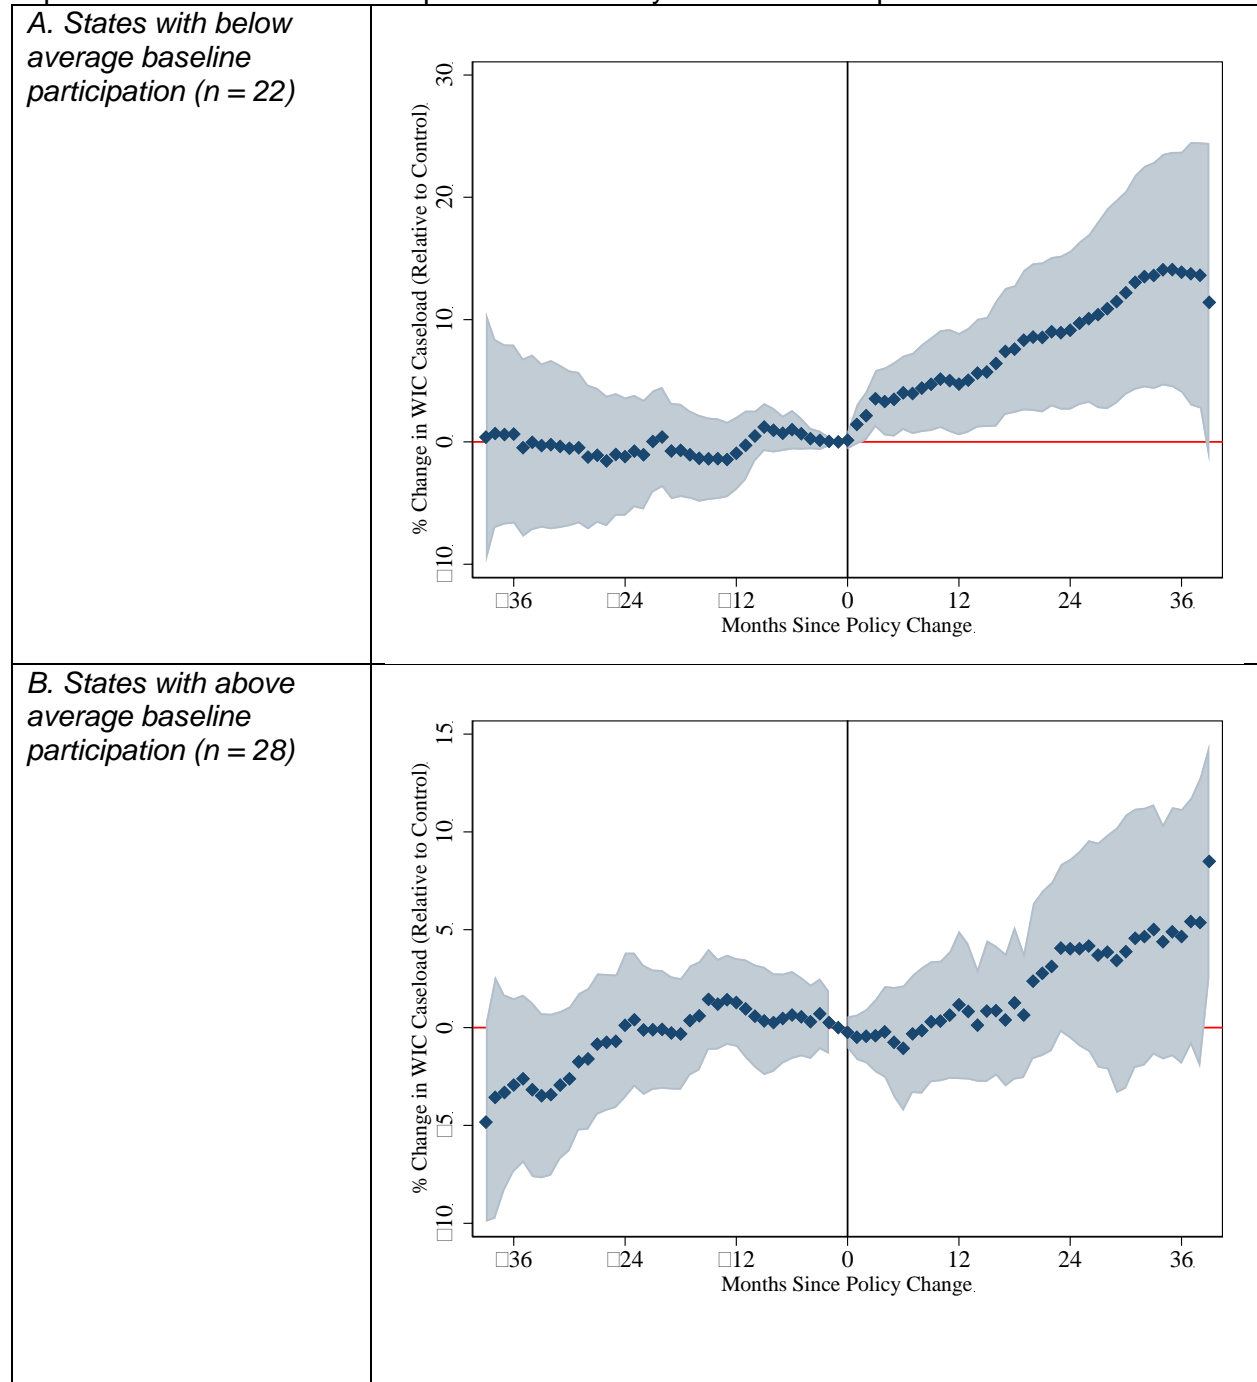 A. States with below
average baseline
participation (n = 22)
% Change in WIC Caseload (Relative to Control)
30
20
10
0
□10
□36 □24 □12 0 12 24 36
Months Since Policy Change
B. States with above
average baseline
participation (n = 28)
% Change in WIC Caseload (Relative to Control)
15
10
5
0
□5
□10
□36 □24 □12 0 12 24 36
Months Since Policy Change